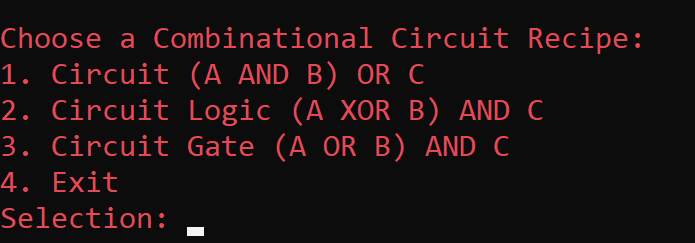 Choose a Combinational Circuit Recipe:
1. Circuit (A AND B) OR C
2. Circuit Logic (A XOR B) AND C
3. Circuit Gate (A OR B) AND C
4. Exit
Selection: